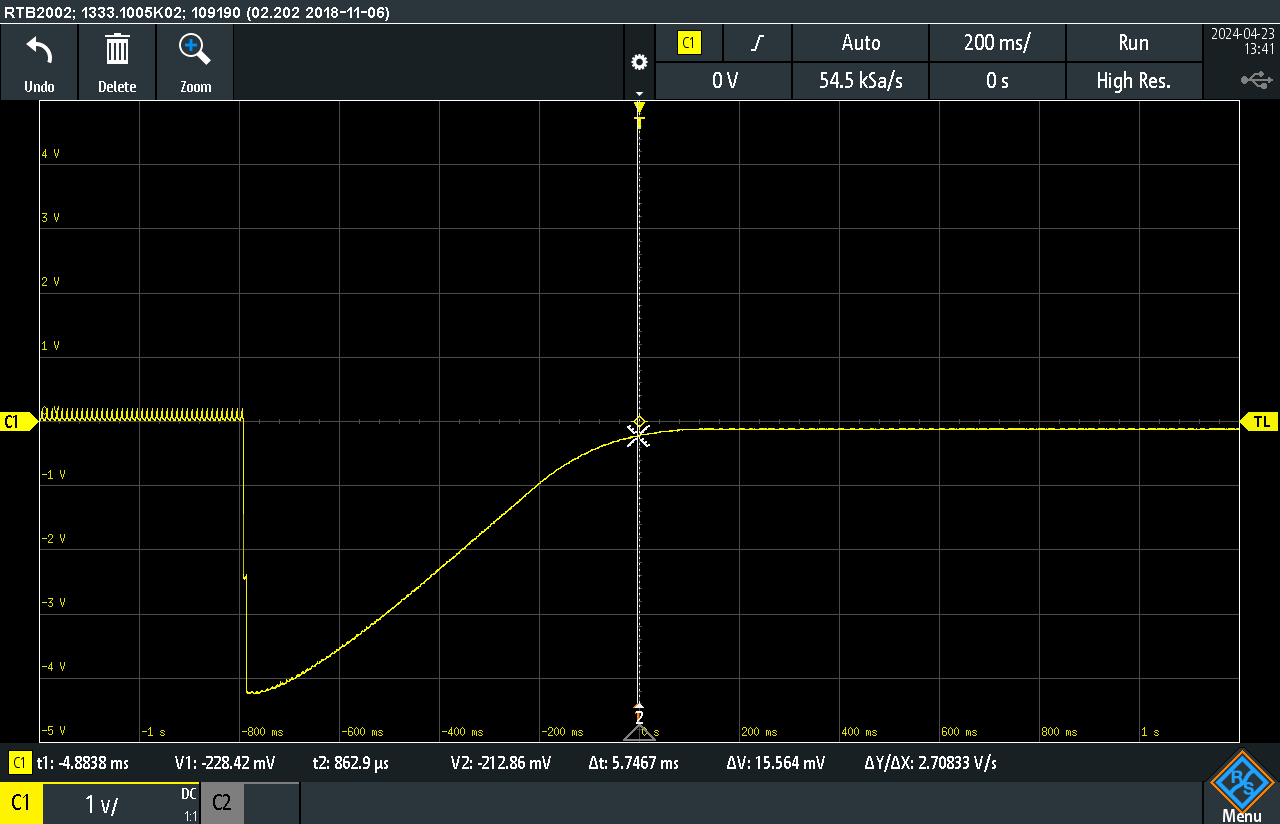 RTB2002; 1333.1005K02; 109190 (02.202 2018-11-06)
Undo
Delete
Zoom
C1
Auto
200 ms/
Run
0 V
54.5 kSa/s
0 s
High Res.
2024-04-23
13:41
T
4 V
3 V
2 V
1 V
0 V
C1
TL
-1 V
-2 V
-3 V
-4 V
-5 V
2
-1 s
-800 ms
-600 ms
-400 ms
-200 ms
0 s
200 ms
400 ms
600 ms
800 ms
1 s
C1 t1: -4.8838 ms V1: -228.42 mV t2: 862.9 µs V2: -212.86 mV Δt: 5.7467 ms ΔV: 15.564 mV ΔY/ΔX: 2.70833 V/s
C1
1 V/
DC
1:1
C2
R S
Menu